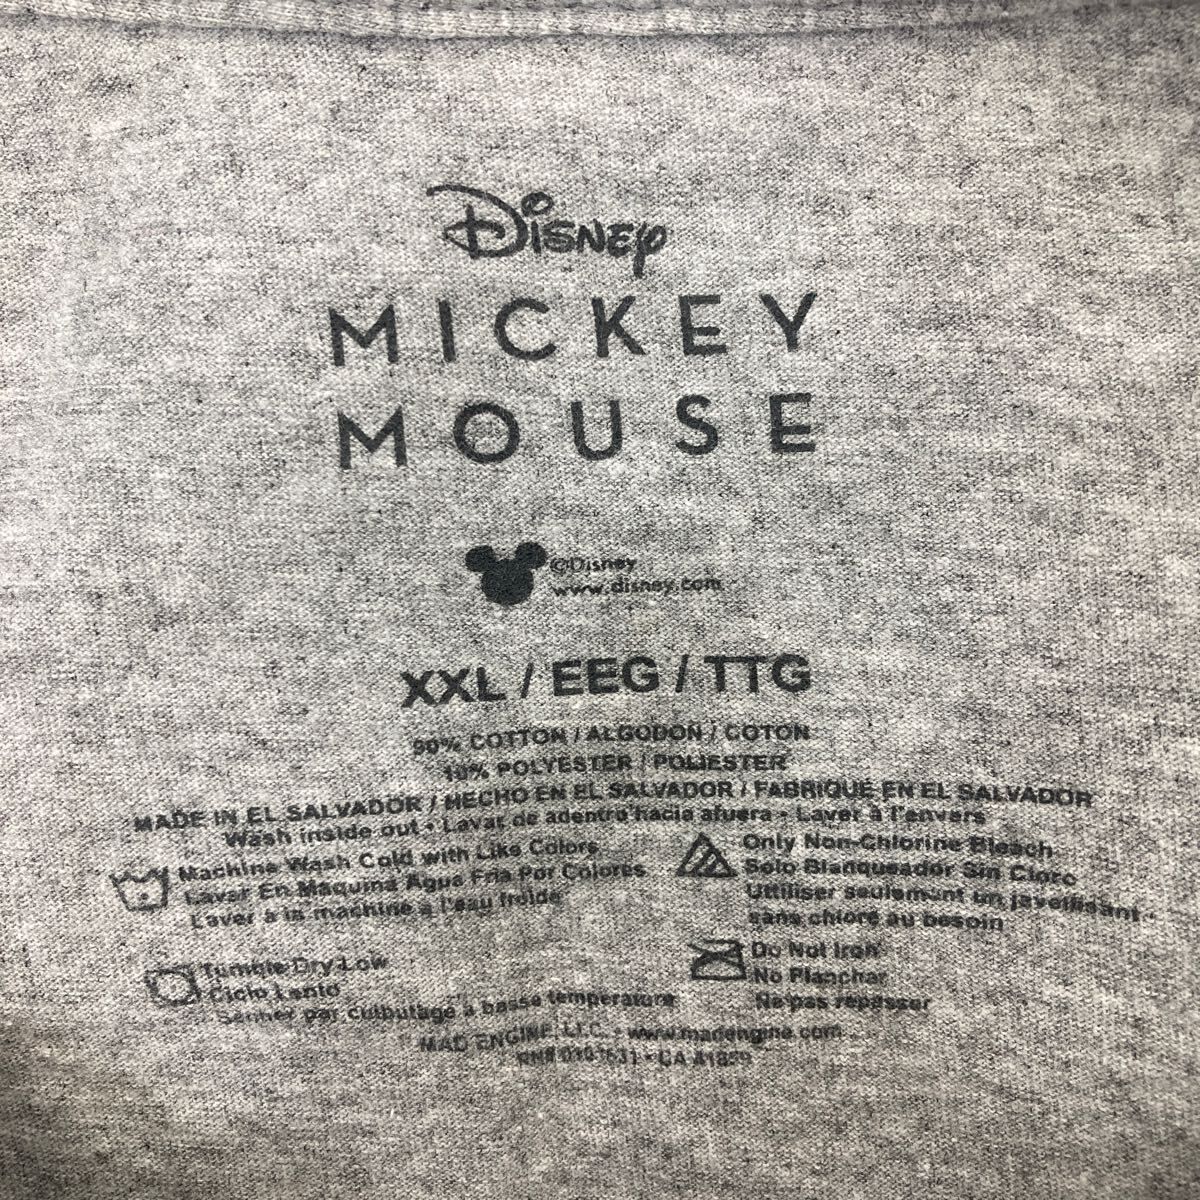 Disney
MICKEY
MOUSE
©Disney
www.disney.com
XXL / EEG / TTG
90% COTTON / ALGODON / COTON
10% POLYESTER / POLIESTER
MADE IN EL SALVADOR / HECHO EN EL SALVADOR / FABRIQUÉ EN EL SALVADOR
Wash inside out • Lavar de adentro hacia afuera • Laver à l'envers
Machine Wash Cold with Like Colors
Lavar En Maquina Agua Fria Por Colores
Laver à la machine à l'eau froide
Only Non-Chlorine Bleach
Solo Blanqueador Sin Cloro
Utiliser seulement un javellisant
sans chlore au besoin
Tumble Dry Low
Ciclo Lento
Sécher par culbutage à basse temperature
Do Not Iron
No Planchar
Ne pas repasser
MAD ENGINE, LLC. • www.madengine.com
CA